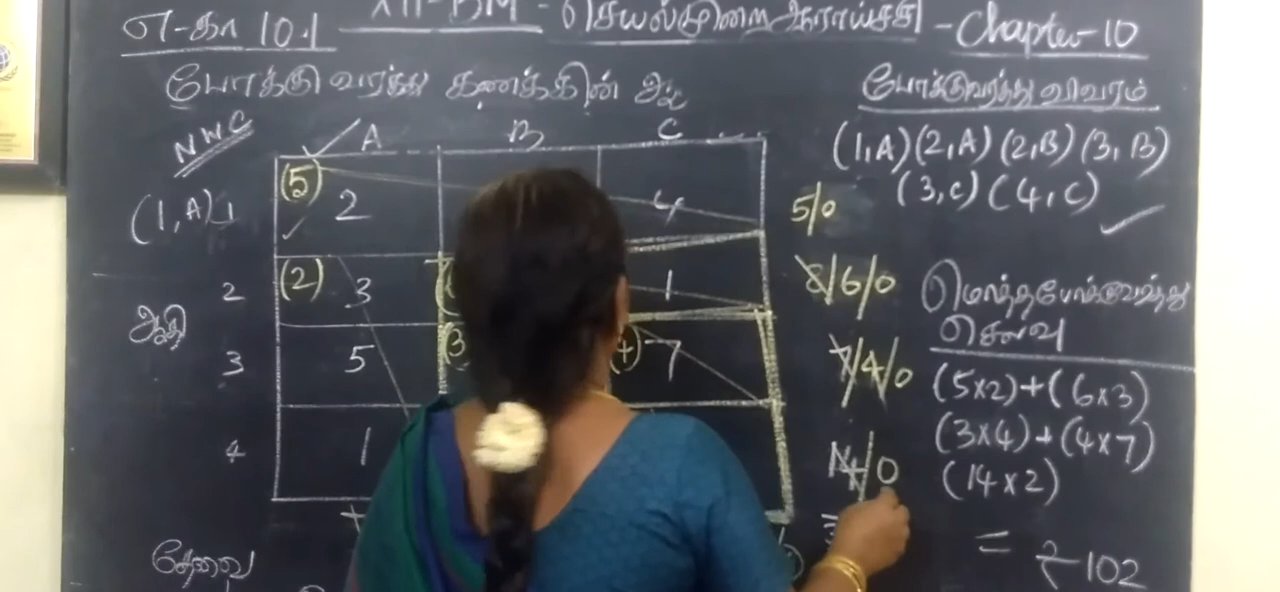 எ-கா 10.1 XII-BM - செயல்முறை ஆராய்ச்சி - Chapter-10
போக்குவரத்து கணக்கின்
NWC
A B C
(1,A) 1 (5) 2 4 5/0
2 (2) 3 1 8/6/0
ஆதி
3 5 (3 7 7/4/0
4 1 14/0
தேவை
போக்குவரத்து விவரம்
(1,A)(2,A)(2,B)(3,B)
(3,C)(4,C)
மொத்தபோக்குவரத்து
செலவு
(5x2)+(6x3)
(3x4)+(4x7)
(14x2)
= ₹102